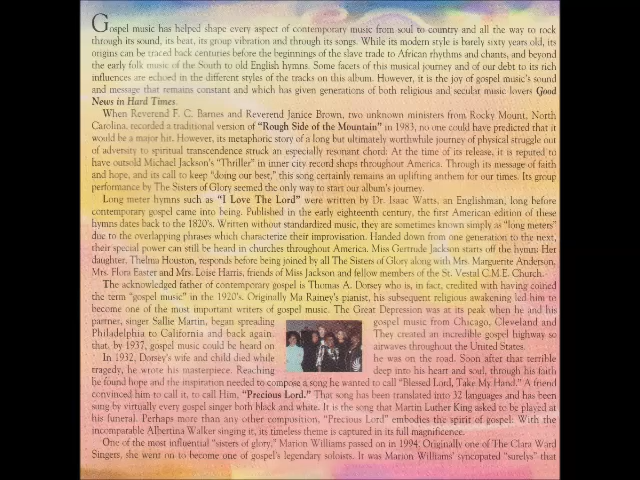 Gospel music has helped shape every aspect of contemporary music from soul to country and all the way to rock
through its sound, its beat, its group vibration and through its songs. While its modern style is barely sixty years old, its
origins can be traced back centuries before the beginnings of the slave trade to African rhythms and chants, and beyond
the early folk music of the South to old English hymns. Some facets of this musical journey and of our debt to its rich
influences are echoed in the different styles of the tracks on this album. However, it is the joy of gospel music's sound
and message that remains constant and which has given generations of both religious and secular music lovers Good
News in Hard Times.
When Reverend F. C. Barnes and Reverend Janice Brown, two unknown ministers from Rocky Mount, North
Carolina, recorded a traditional version of "Rough Side of the Mountain" in 1983, no one could have predicted that it
would be a major hit. However, its metaphoric story of a long but ultimately worthwhile journey of physical struggle out
of adversity to spiritual transcendence struck an especially resonant chord: At the time of its release, it is reputed to
have outsold Michael Jackson's "Thriller" in inner city record shops throughout America. Through its message of faith
and hope, and its call to keep "doing our best," this song certainly remains an uplifting anthem for our times. Its group
performance by The Sisters of Glory seemed the only way to start our album's journey.
Long meter hymns such as "I Love The Lord" were written by Dr. Isaac Watts, an Englishman, long before
contemporary gospel came into being. Published in the early eighteenth century, the first American edition of these
hymns dates back to the 1820's. Written without standardized music, they are sometimes known simply as "long meters"
due to the overlapping phrases which characterize their improvisation. Handed down from one generation to the next,
their special power can still be heard in churches throughout America. Miss Gertrude Jackson starts off the hymn: Her
daughter, Thelma Houston, responds before being joined by all The Sisters of Glory along with Mrs. Marguerite Anderson,
Mrs. Flora Easter and Mrs. Loise Harris, friends of Miss Jackson and fellow members of the St. Vestal C.M.E. Church.
The acknowledged father of contemporary gospel is Thomas A. Dorsey who is, in fact, credited with having coined
the term "gospel music" in the 1920's. Originally Ma Rainey's pianist, his subsequent religious awakening led him to
become one of the most important writers of gospel music. The Great Depression was at its peak when he and his
partner, singer Sallie Martin, began spreading gospel music from Chicago, Cleveland and
Philadelphia to California and back again. They created an incredible gospel highway so
that, by 1937, gospel music could be heard on airwaves throughout the United States.
In 1932, Dorsey's wife and child died while he was on the road. Soon after that terrible
tragedy, he wrote his masterpiece. Reaching deep into his heart and soul, through his faith
he found hope and the inspiration needed to compose a song he wanted to call "Blessed Lord, Take My Hand." A friend
convinced him to call it, to call Him, "Precious Lord." That song has been translated into 32 languages and has been
sung by virtually every gospel singer both black and white. It is the song that Martin Luther King asked to be played at
his funeral. Perhaps more than any other composition, "Precious Lord" embodies the spirit of gospel: With the
incomparable Albertina Walker singing it, its timeless theme is captured in its full magnificence.
One of the most influential "sisters of glory," Marion Williams passed on in 1994. Originally one of The Clara Ward
Singers, she went on to become one of gospel's legendary soloists. It was Marion Williams' syncopated "surelys" that